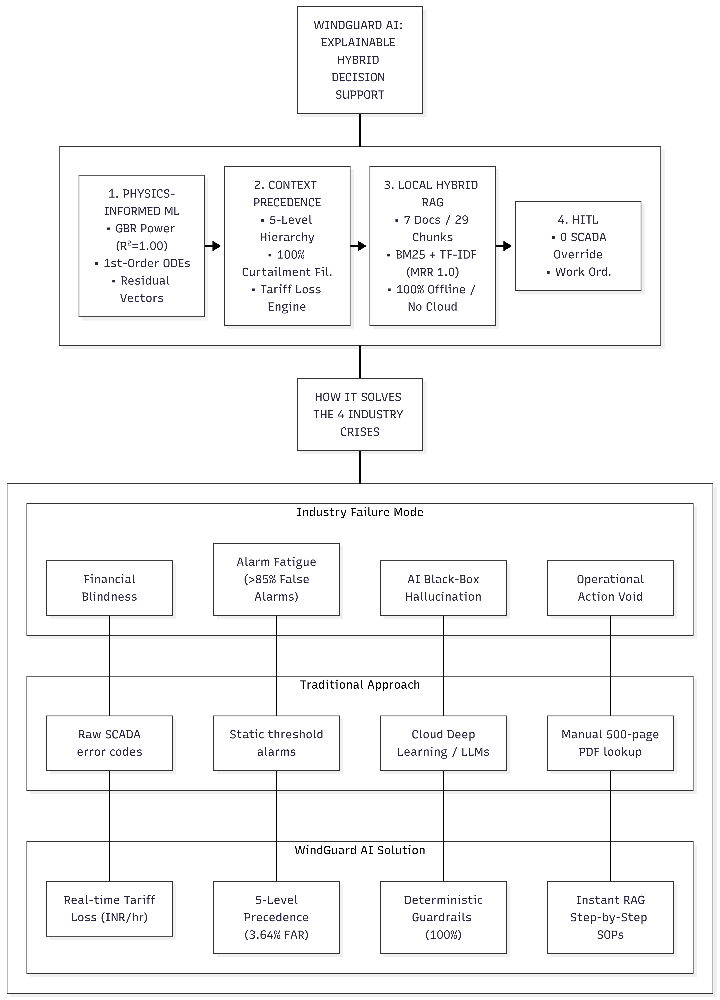 WINDGUARD AI:
EXPLAINABLE
HYBRID
DECISION
SUPPORT
1. PHYSICS-
INFORMED ML
▪ GBR Power
(R²=1.00)
▪ 1st-Order ODEs
▪ Residual
Vectors
2. CONTEXT
PRECEDENCE
▪ 5-Level
Hierarchy
▪ 100%
Curtailment Fil.
▪ Tariff Loss
Engine
3. LOCAL HYBRID
RAG
▪ 7 Docs / 29
Chunks
▪ BM25 + TF-IDF
(MRR 1.0)
▪ 100% Offline /
No Cloud
4. HITL
▪ 0 SCADA
Override
▪ Work Ord.
HOW IT SOLVES
THE 4 INDUSTRY
CRISES
Industry Failure Mode
Financial
Blindness
Alarm Fatigue
(>85% False
Alarms)
AI Black-Box
Hallucination
Operational
Action Void
Traditional Approach
Raw SCADA
error codes
Static threshold
alarms
Cloud Deep
Learning / LLMs
Manual 500-page
PDF lookup
WindGuard AI Solution
Real-time Tariff
Loss (INR/hr)
5-Level
Precedence
(3.64% FAR)
Deterministic
Guardrails
(100%)
Instant RAG
Step-by-Step
SOPs